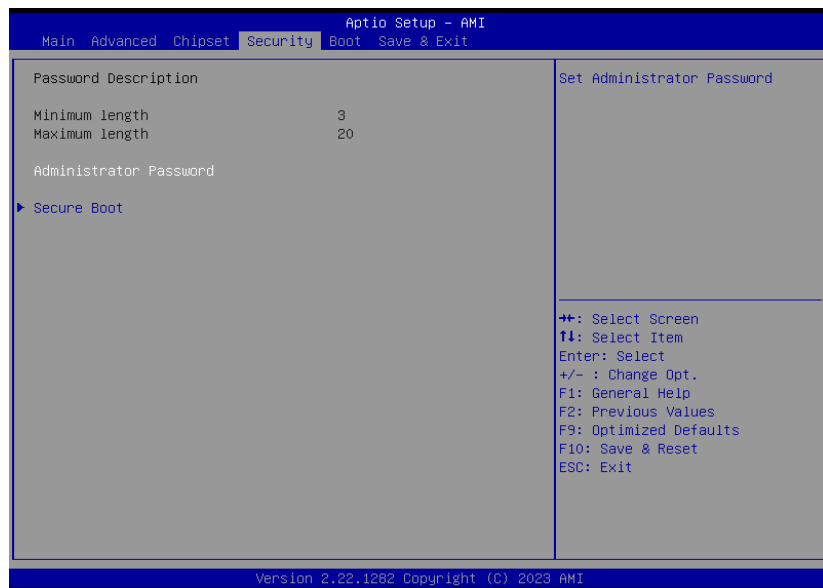 Aptio Setup – AMI
Main Advanced Chipset Security Boot Save & Exit
Password Description
Minimum length 3
Maximum length 20
Administrator Password
▶ Secure Boot
Set Administrator Password
→←: Select Screen
↑↓: Select Item
Enter: Select
+/- : Change Opt.
F1: General Help
F2: Previous Values
F9: Optimized Defaults
F10: Save & Reset
ESC: Exit
Version 2.22.1282 Copyright (C) 2023 AMI